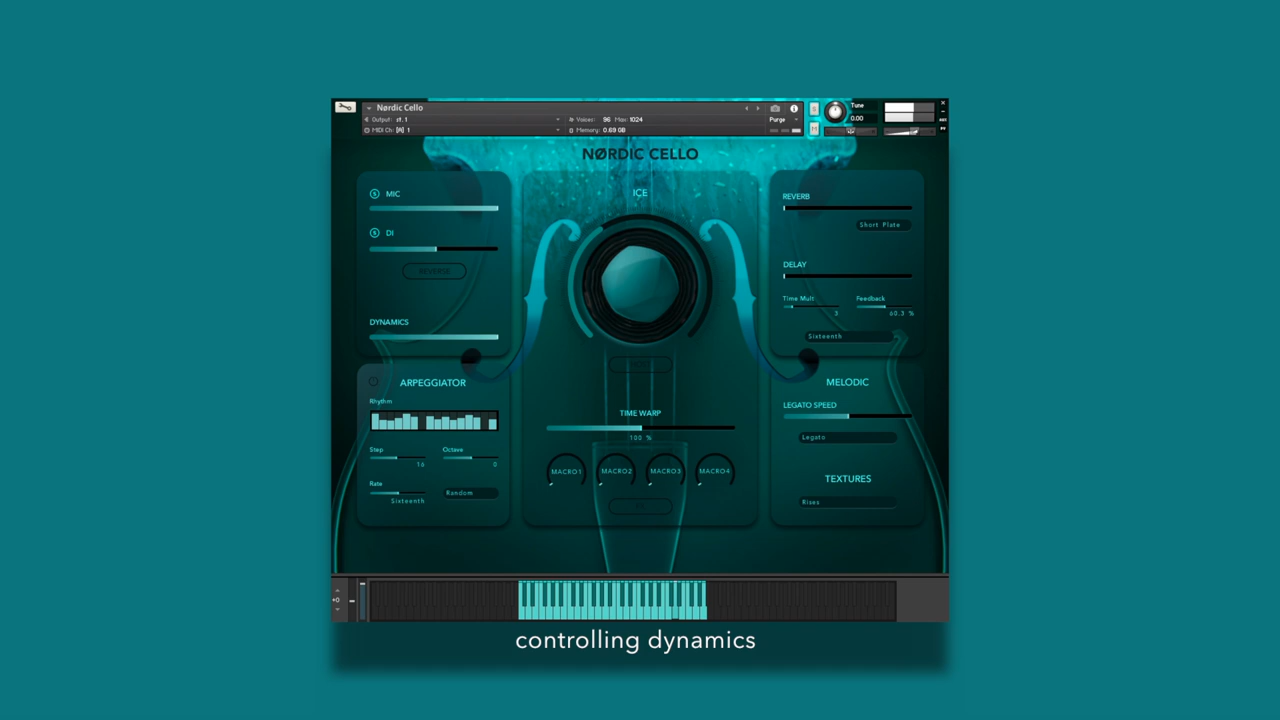 Nørdic Cello
Output: st. 1
Voices: 96 Max: 1024
Purge
MIDI Ch: [A] 1
Memory: 0.69 GB
S
M
Tune
0.00
NØRDIC CELLO
MIC
DI
REVERSE
DYNAMICS
ICE
REVERB
Short Plate
DELAY
Time Mult
3
Feedback
60.3 %
Sixteenth
ARPEGGIATOR
Rhythm
Step
16
Octave
0
Rate
Sixteenth
Random
TIME WARP
100 %
MACRO1 MACRO2 MACRO3 MACRO4
MELODIC
LEGATO SPEED
Legato
TEXTURES
Rises
+0
controlling dynamics